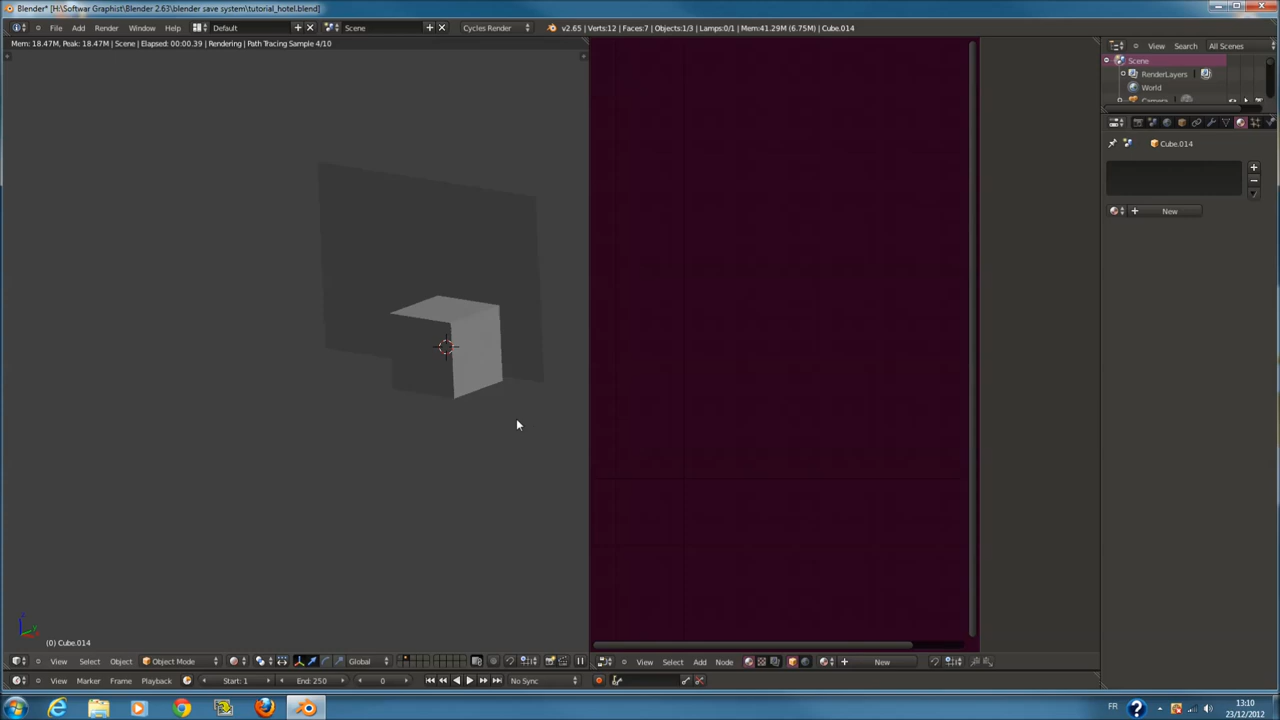 Blender* [H:\Softwar Graphist\Blender 2.63\blender save system\tutorial_hotel.blend]
File Add Render Window Help
Default
Scene
Cycles Render
v2.65 | Verts:12 | Faces:7 | Objects:1/3 | Lamps:0/1 | Mem:41.29M (6.75M) | Cube.014
Mem: 18.47M, Peak: 18.47M | Scene | Elapsed: 00:00.39 | Rendering | Path Tracing Sample 4/10
View Search All Scenes
Scene
RenderLayers
World
Camera
Cube.014
New
(0) Cube.014
View Select Object Object Mode Global
View Select Add Node New
View Marker Frame Playback Start: 1 End: 250 0 No Sync
FR
13:10
23/12/2012